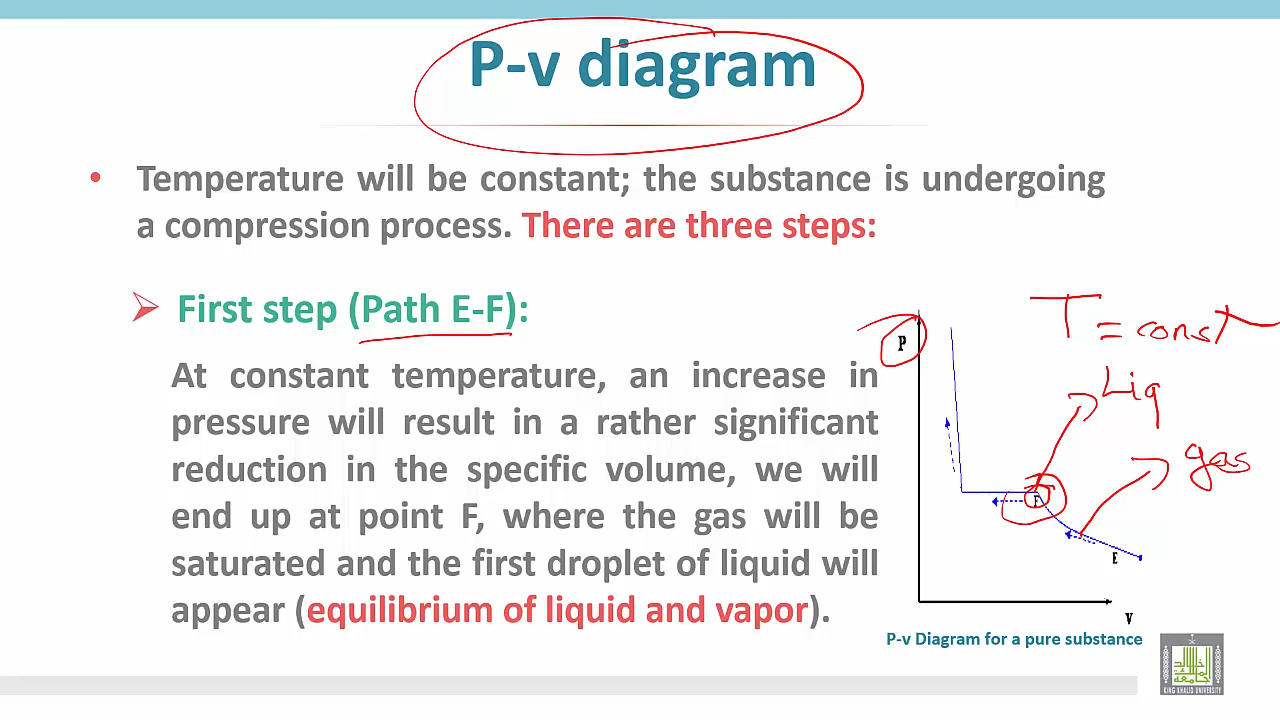 P-v diagram
• Temperature will be constant; the substance is undergoing
a compression process. There are three steps:
➢ First step (Path E-F):
At constant temperature, an increase in
pressure will result in a rather significant
reduction in the specific volume, we will
end up at point F, where the gas will be
saturated and the first droplet of liquid will
appear (equilibrium of liquid and vapor).
T = const
P
Liq
gas
F
E
V
P-v Diagram for a pure substance
KING KHALID UNIVERSITY